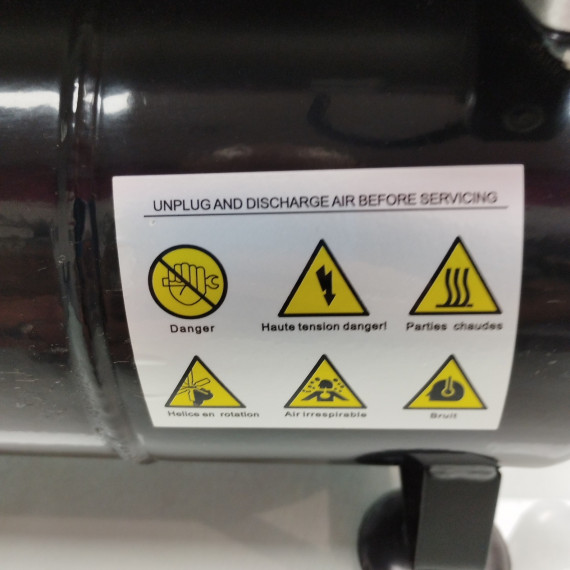 UNPLUG AND DISCHARGE AIR BEFORE SERVICING
Danger Haute tension danger! Parties chaudes
Helice en rotation Air irrespirable Bruit